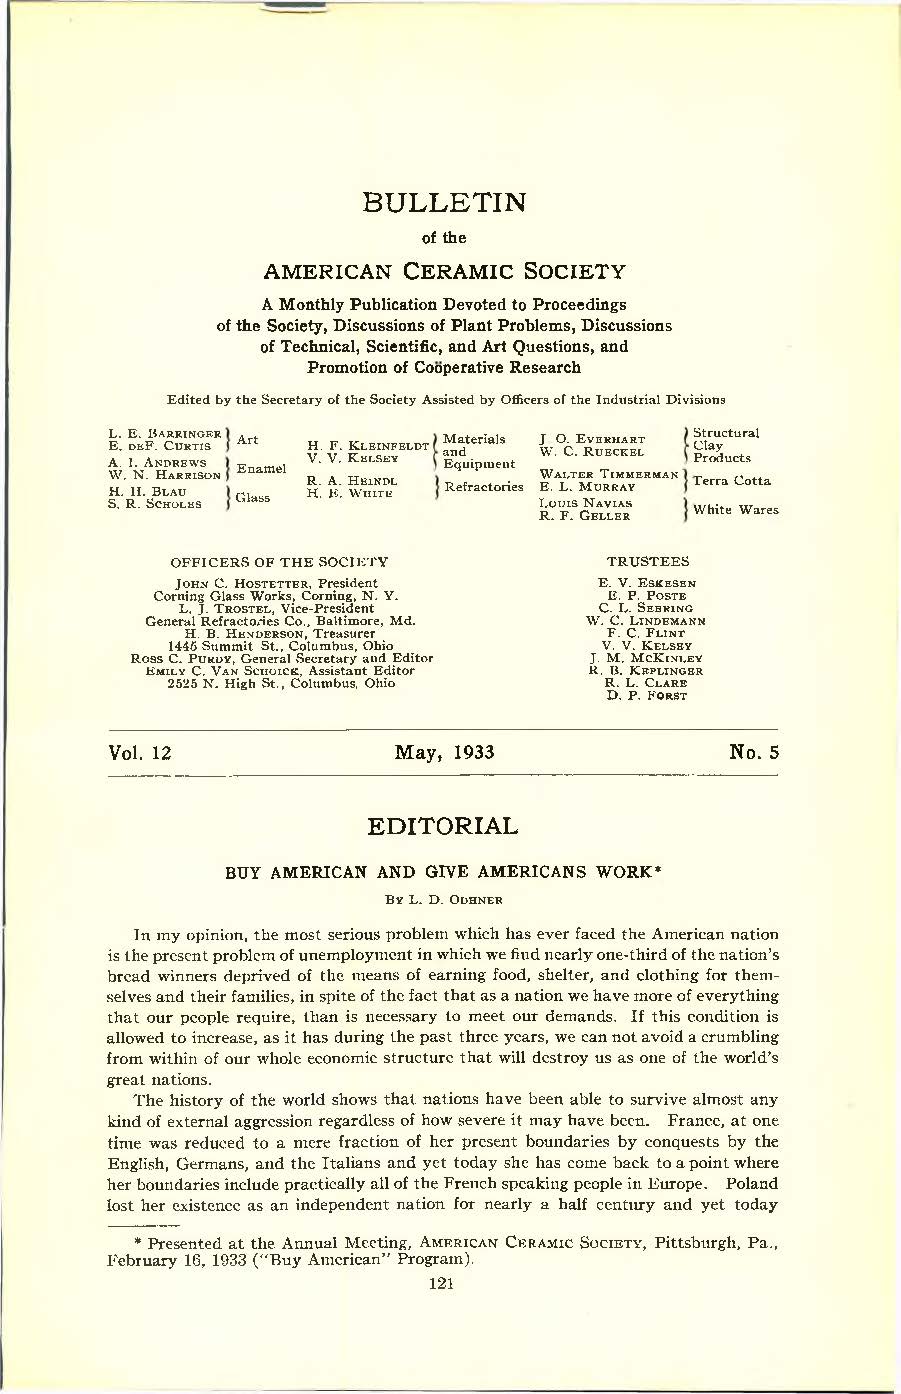 BULLETIN
of the
AMERICAN CERAMIC SOCIETY
A Monthly Publication Devoted to Proceedings
of the Society, Discussions of Plant Problems, Discussions
of Technical, Scientific, and Art Questions, and
Promotion of Coöperative Research
Edited by the Secretary of the Society Assisted by Officers of the Industrial Divisions
L. E. BARRINGER
E. DEF. CURTIS } Art
A. I. ANDREWS
W. N. HARRISON } Enamel
H. H. BLAU
S. R. SCHOLES } Glass
H. F. KLEINFELDT
V. V. KELSEY } Materials and Equipment
R. A. HEINDL
H. E. WHITE } Refractories
J. O. EVERHART
W. C. RUECKEL } Structural Clay Products
WALTER TIMMERMAN
E. L. MURRAY } Terra Cotta
LOUIS NAVIAS
R. F. GELLER } White Wares
OFFICERS OF THE SOCIETY
JOHN C. HOSTETTER, President
Corning Glass Works, Corning, N. Y.
L. J. TROSTEL, Vice-President
General Refractories Co., Baltimore, Md.
H. B. HENDERSON, Treasurer
1445 Summit St., Columbus, Ohio
ROSS C. PURDY, General Secretary and Editor
EMILY C. VAN SCHOICK, Assistant Editor
2525 N. High St., Columbus, Ohio
TRUSTEES
E. V. ESKESEN
E. P. POSTE
C. L. SEBRING
W. C. LINDEMANN
F. C. FLINT
V. V. KELSEY
J. M. MCKINLEY
R. B. KEPLINGER
R. L. CLARE
D. P. FORST
Vol. 12 May, 1933 No. 5
EDITORIAL
BUY AMERICAN AND GIVE AMERICANS WORK*
BY L. D. ODHNER
In my opinion, the most serious problem which has ever faced the American nation
is the present problem of unemployment in which we find nearly one-third of the nation's
bread winners deprived of the means of earning food, shelter, and clothing for them-
selves and their families, in spite of the fact that as a nation we have more of everything
that our people require, than is necessary to meet our demands. If this condition is
allowed to increase, as it has during the past three years, we can not avoid a crumbling
from within of our whole economic structure that will destroy us as one of the world's
great nations.
The history of the world shows that nations have been able to survive almost any
kind of external aggression regardless of how severe it may have been. France, at one
time was reduced to a mere fraction of her present boundaries by conquests by the
English, Germans, and the Italians and yet today she has come back to a point where
her boundaries include practically all of the French speaking people in Europe. Poland
lost her existence as an independent nation for nearly a half century and yet today
* Presented at the Annual Meeting, AMERICAN CERAMIC SOCIETY, Pittsburgh, Pa.,
February 16, 1933 ("Buy American" Program).
121